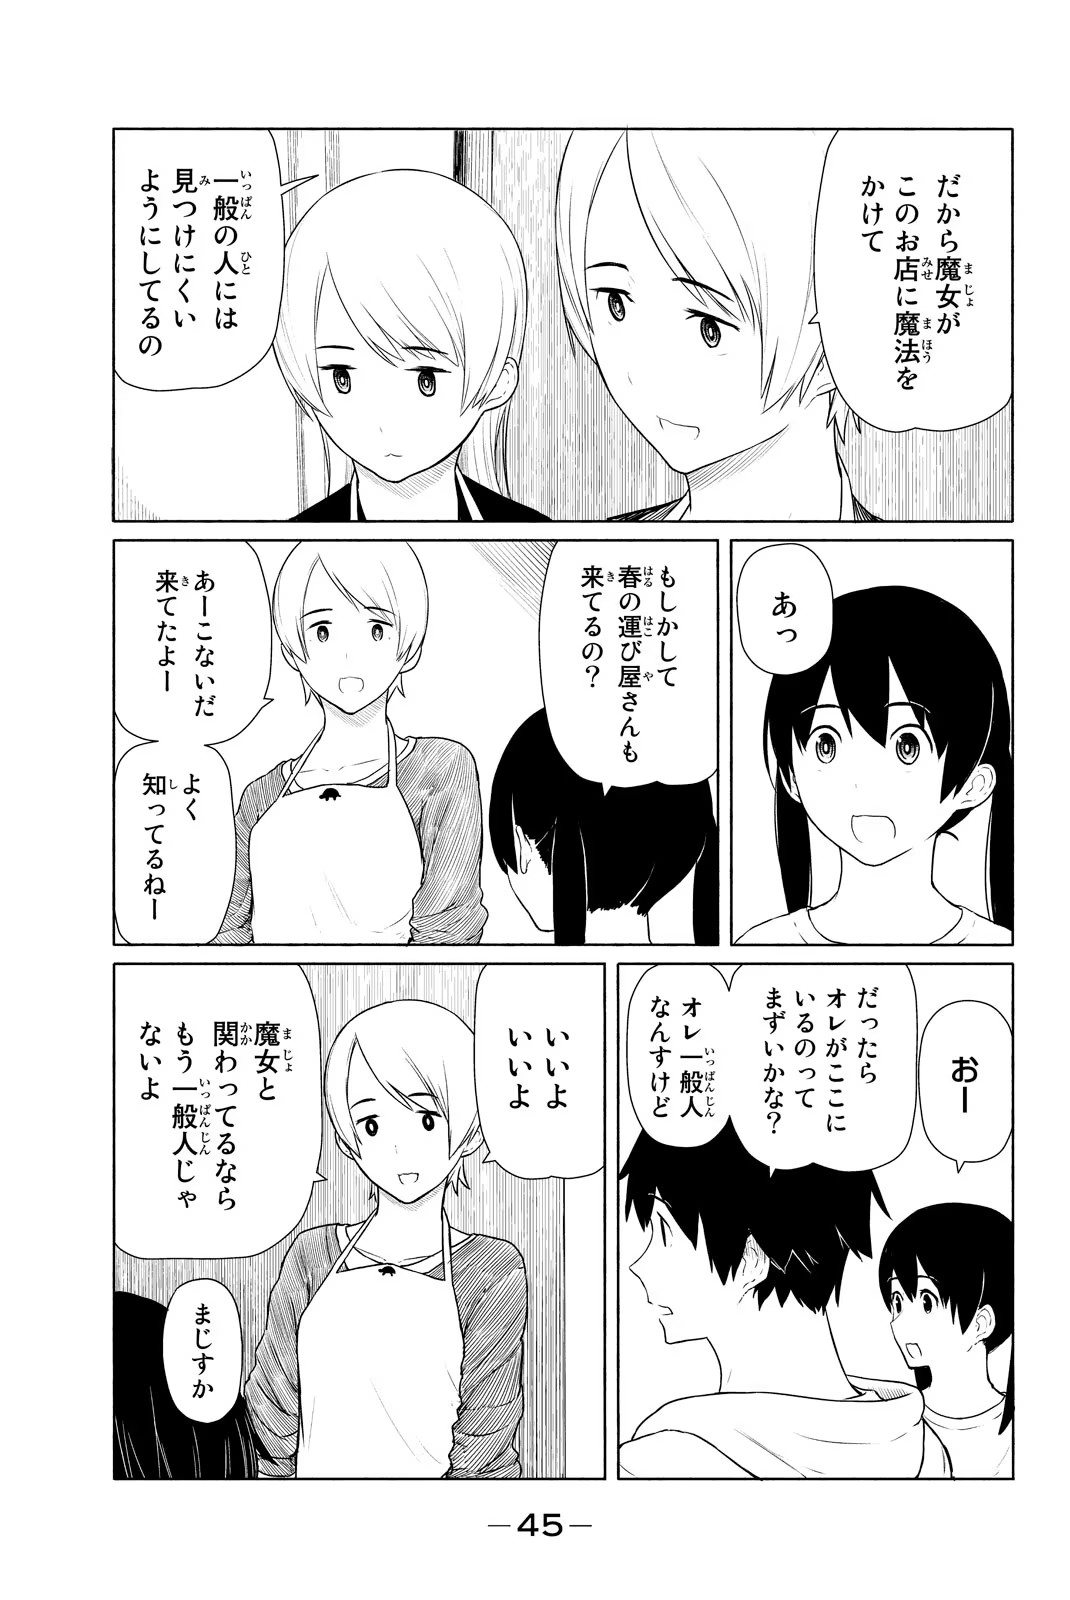 だから魔女が
このお店に魔法を
かけて
一般の人には
見つけにくい
ようにしてるの
あっ
もしかして
春の運び屋さんも
来てるの？
あーこないだ
来てたよー
よく
知ってるねー
おー
だったら
オレがここに
いるのって
まずいかな？
オレ一般人
なんすけど
いいよ
いいよ
魔女と
関わってるなら
もう一般人じゃ
ないよ
まじすか
—45—